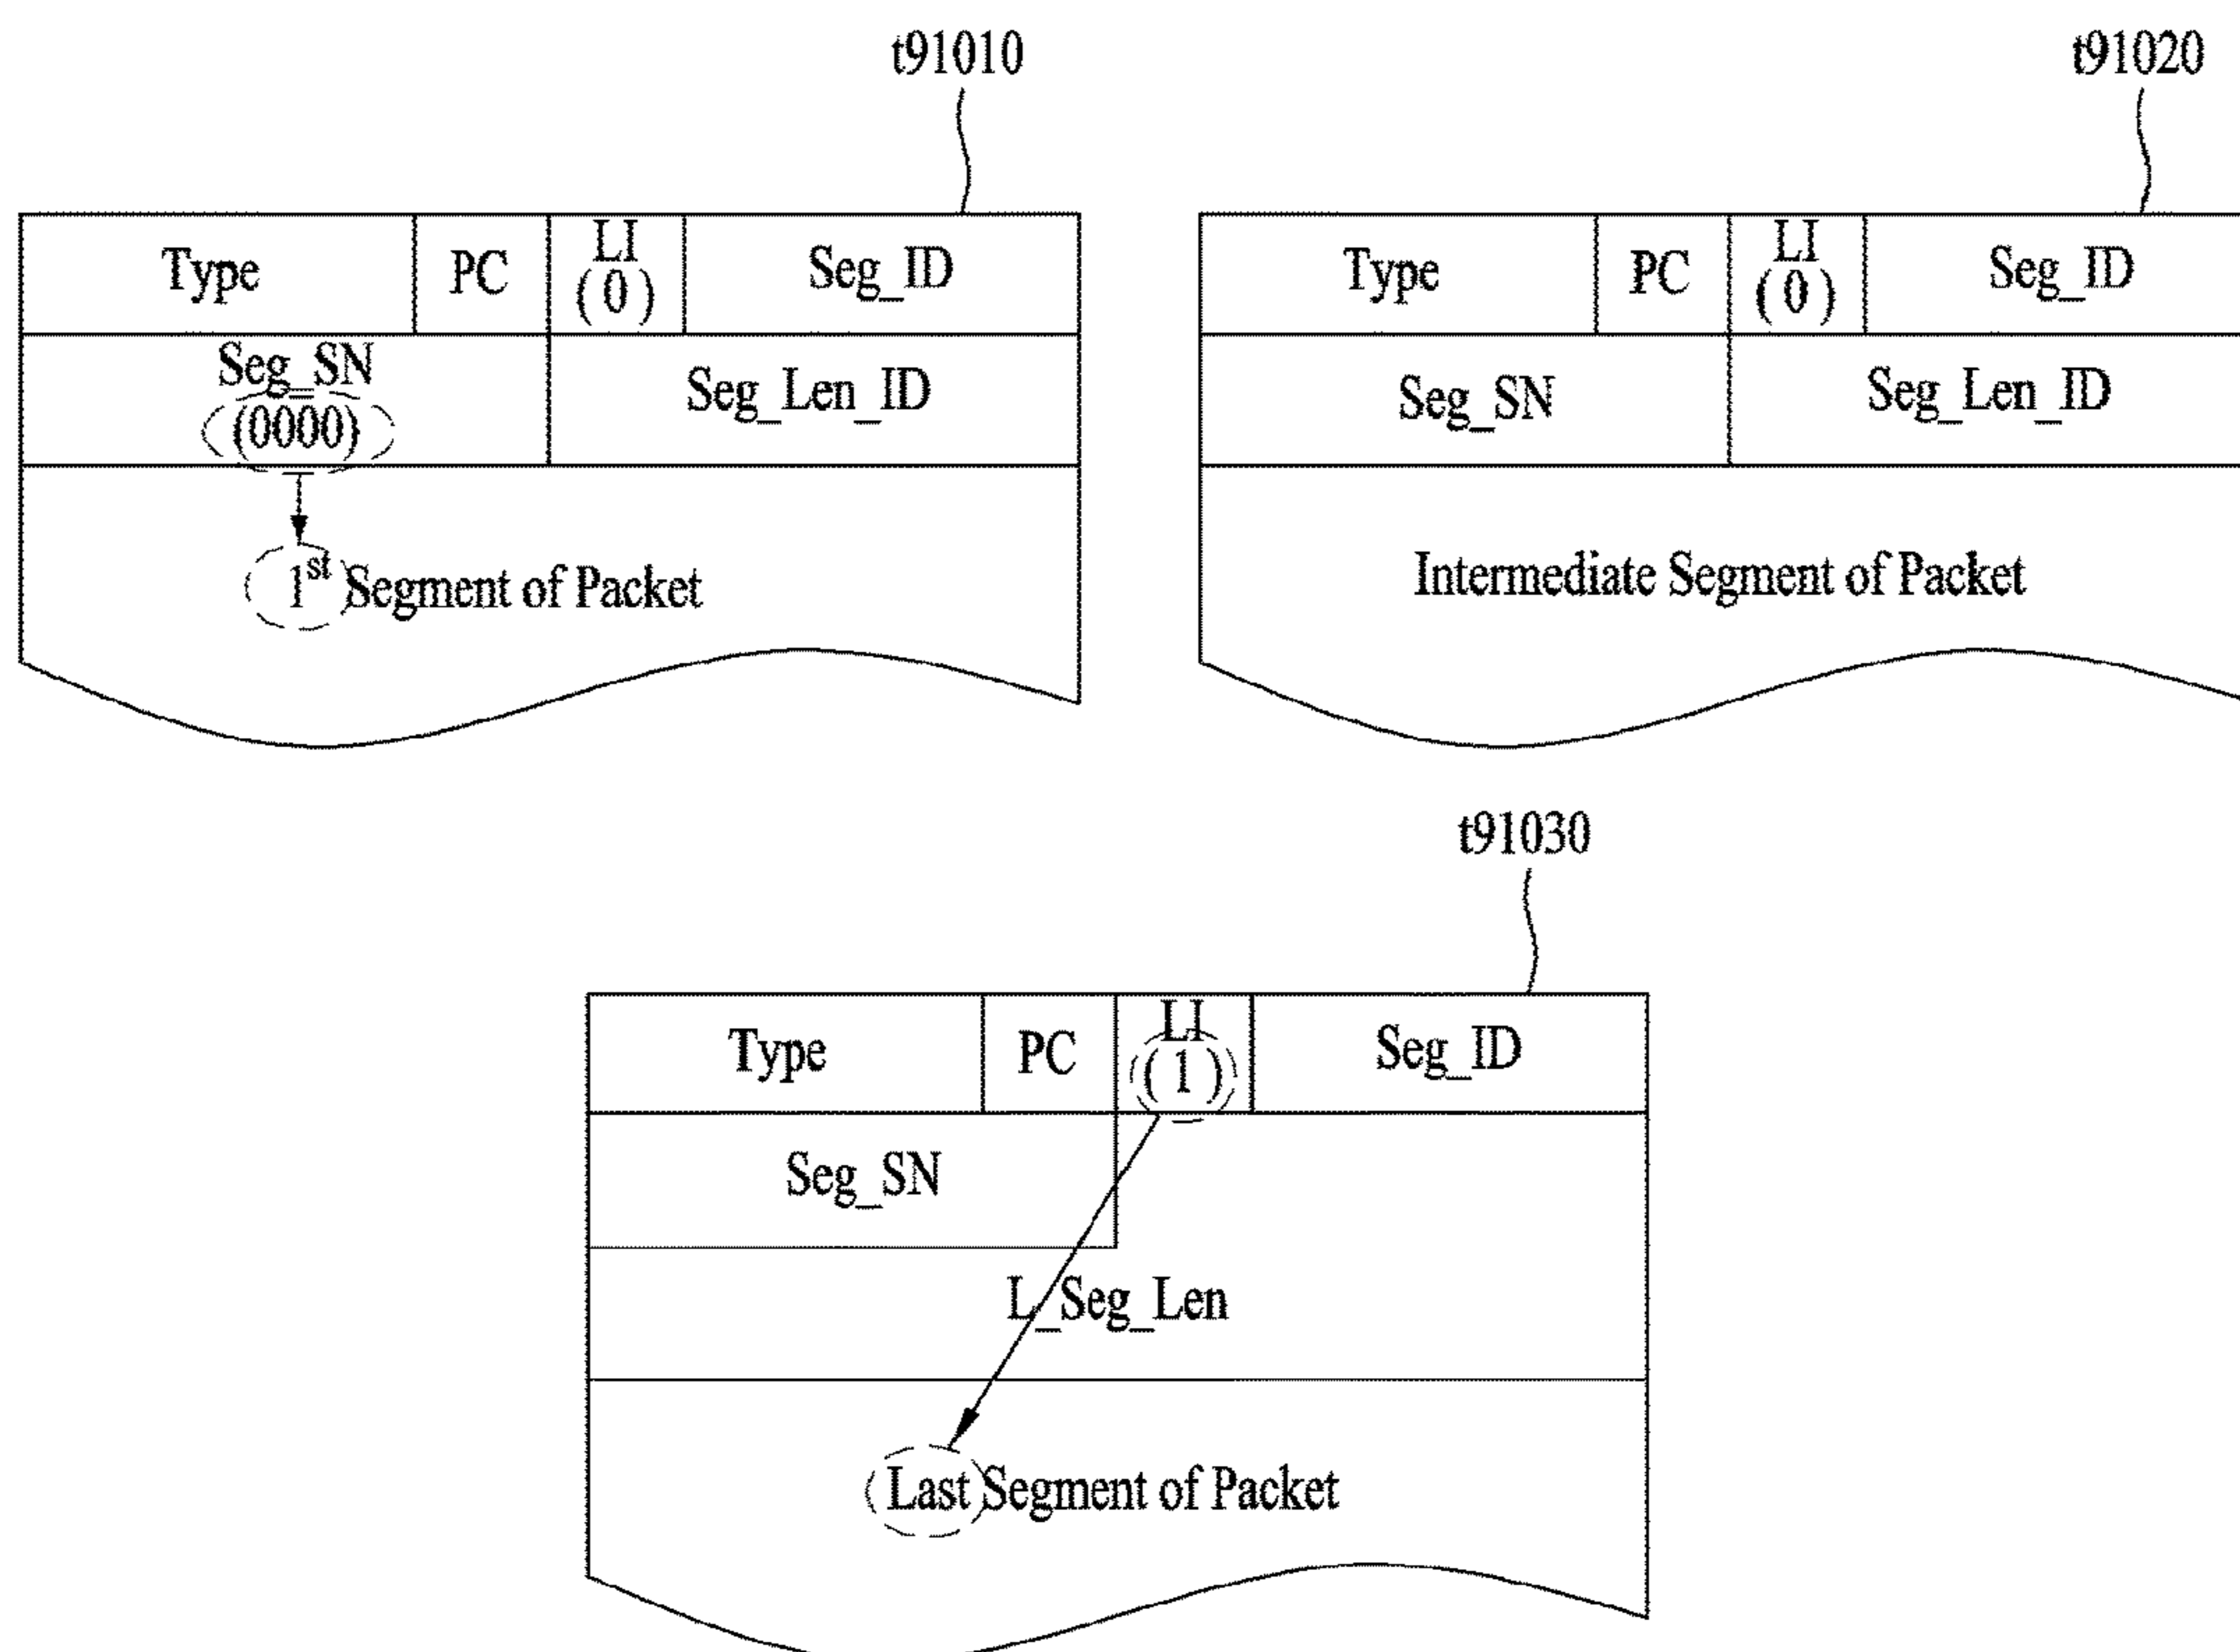 t91010
Type PC LI (0) Seg_ID
Seg_SN (0000) Seg_Len_ID
1st Segment of Packet
t91020
Type PC LI (0) Seg_ID
Seg_SN Seg_Len_ID
Intermediate Segment of Packet
t91030
Type PC LI (1) Seg_ID
Seg_SN
L_Seg_Len
Last Segment of Packet